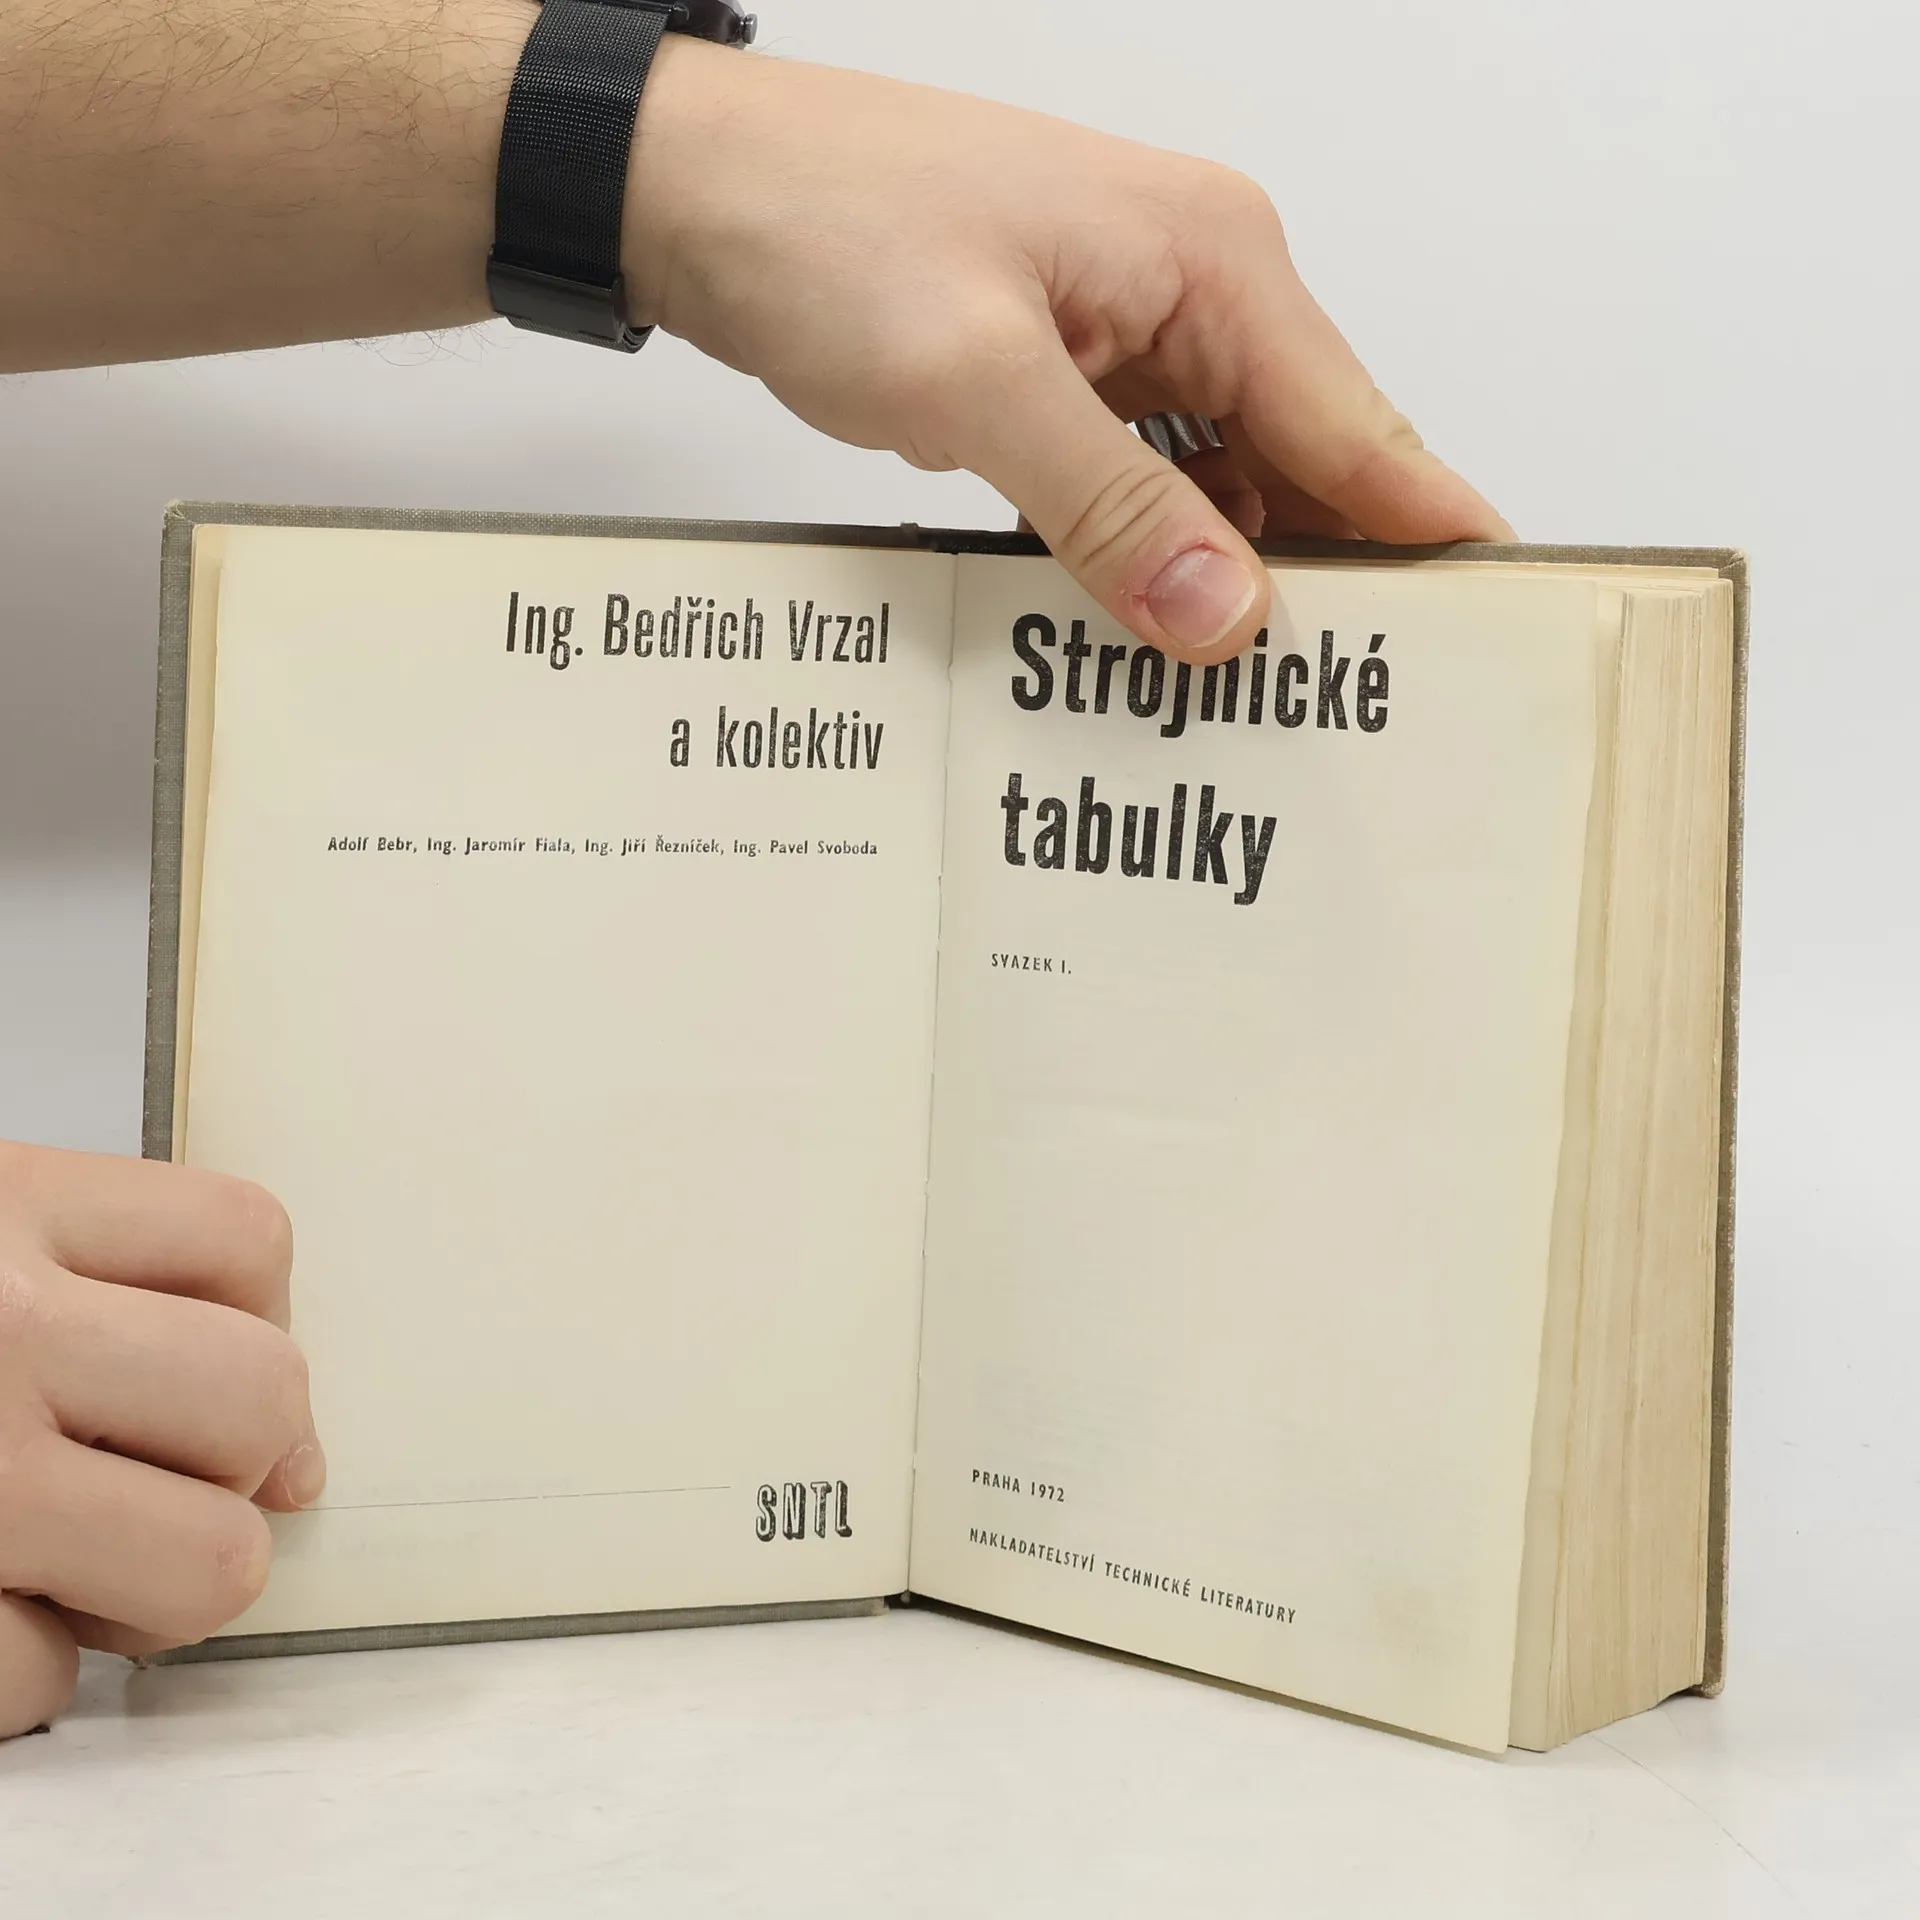 Ing. Bedřich Vrzal
a kolektiv
Adolf Bebr, Ing. Jaromír Fiala, Ing. Jiří Řezníček, Ing. Pavel Svoboda
SNTL
Strojnické
tabulky
SVAZEK I.
PRAHA 1972
NAKLADATELSTVÍ TECHNICKÉ LITERATURY